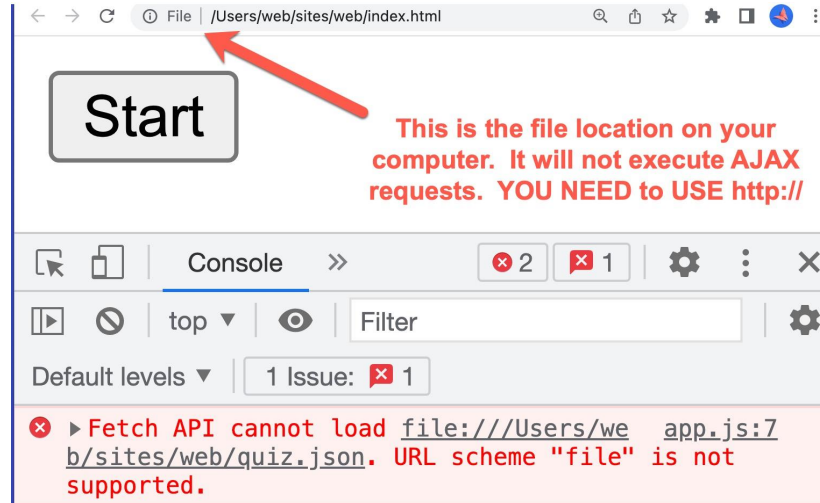 File | /Users/web/sites/web/index.html
Start
This is the file location on your
computer. It will not execute AJAX
requests. YOU NEED to USE http://
Console
2
1
top
Filter
Default levels
1 Issue: 1
Fetch API cannot load file:///Users/we app.js:7
b/sites/web/quiz.json. URL scheme "file" is not
supported.